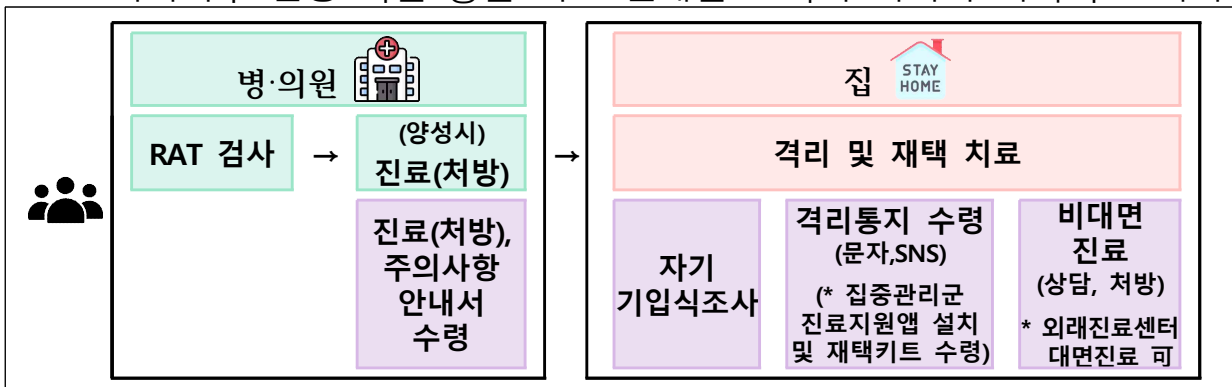 병·의원
RAT 검사
→
(양성시)
진료(처방)
진료(처방),
주의사항
안내서
수령
→
집
STAY
HOME
격리 및 재택 치료
자기
기입식조사
격리통지 수령
(문자,SNS)
(* 집중관리군
진료지원앱 설치
및 재택키트 수령)
비대면
진료
(상담, 처방)
* 외래진료센터
대면진료 可